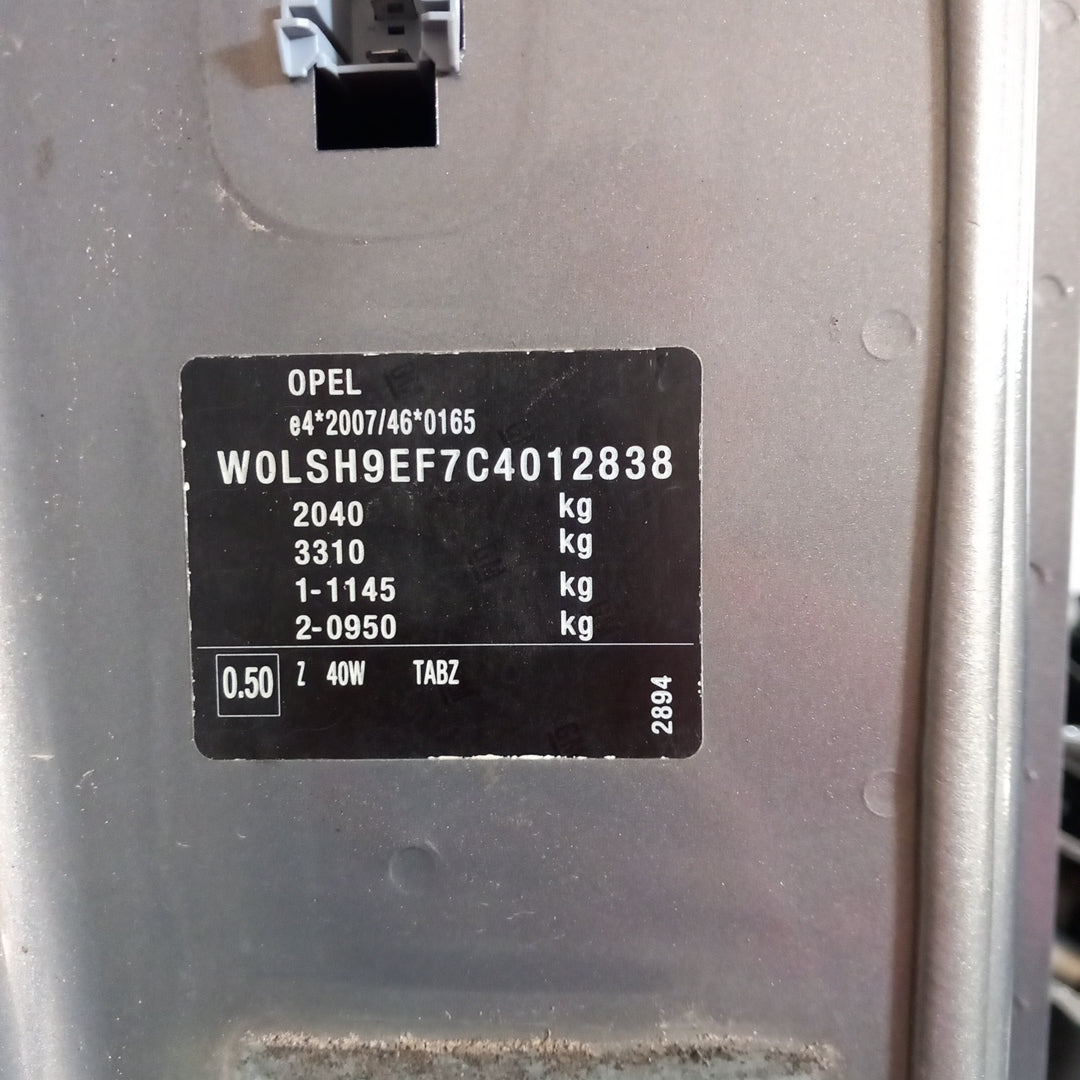 OPEL
e4*2007/46*0165
W0LSH9EF7C4012838
2040 kg
3310 kg
1-1145 kg
2-0950 kg
0.50 Z 40W TABZ
2894